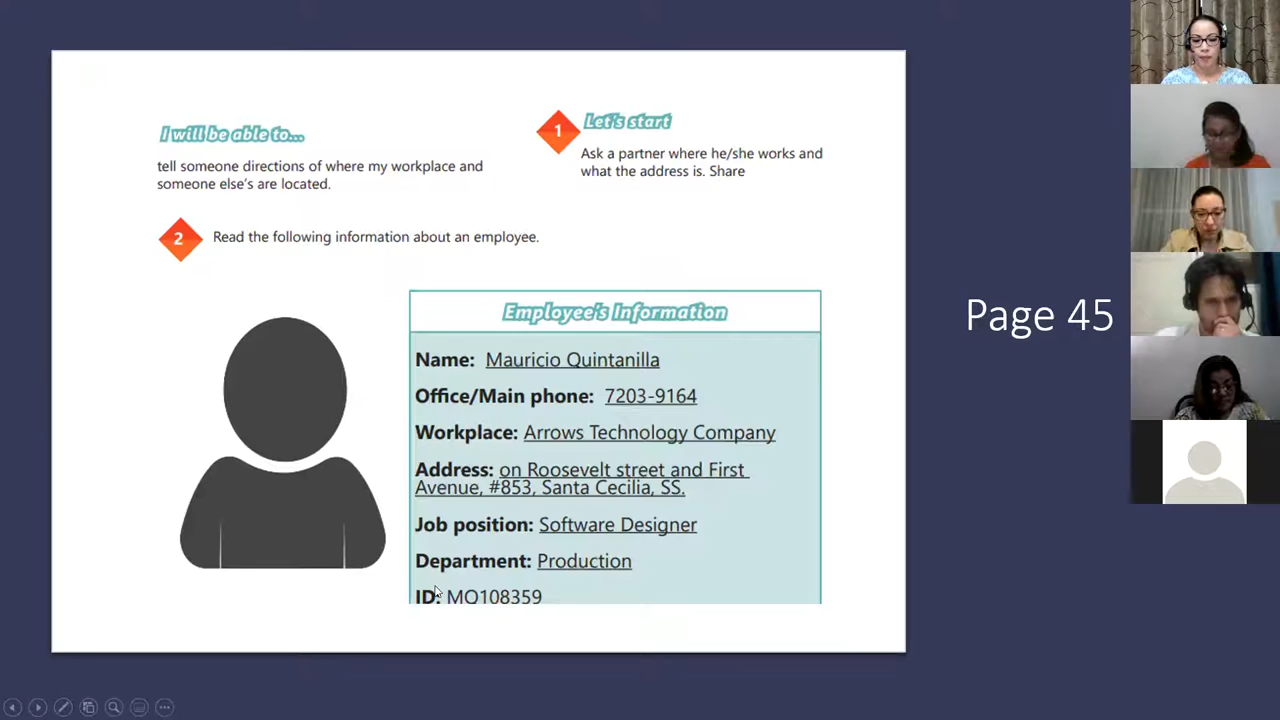 I will be able to...
tell someone directions of where my workplace and
someone else's are located.
1
Let's start
Ask a partner where he/she works and
what the address is. Share
2
Read the following information about an employee.
Employee's Information
Name: Mauricio Quintanilla
Office/Main phone: 7203-9164
Workplace: Arrows Technology Company
Address: on Roosevelt street and First
Avenue, #853, Santa Cecilia, SS.
Job position: Software Designer
Department: Production
ID: MQ108359
Page 45